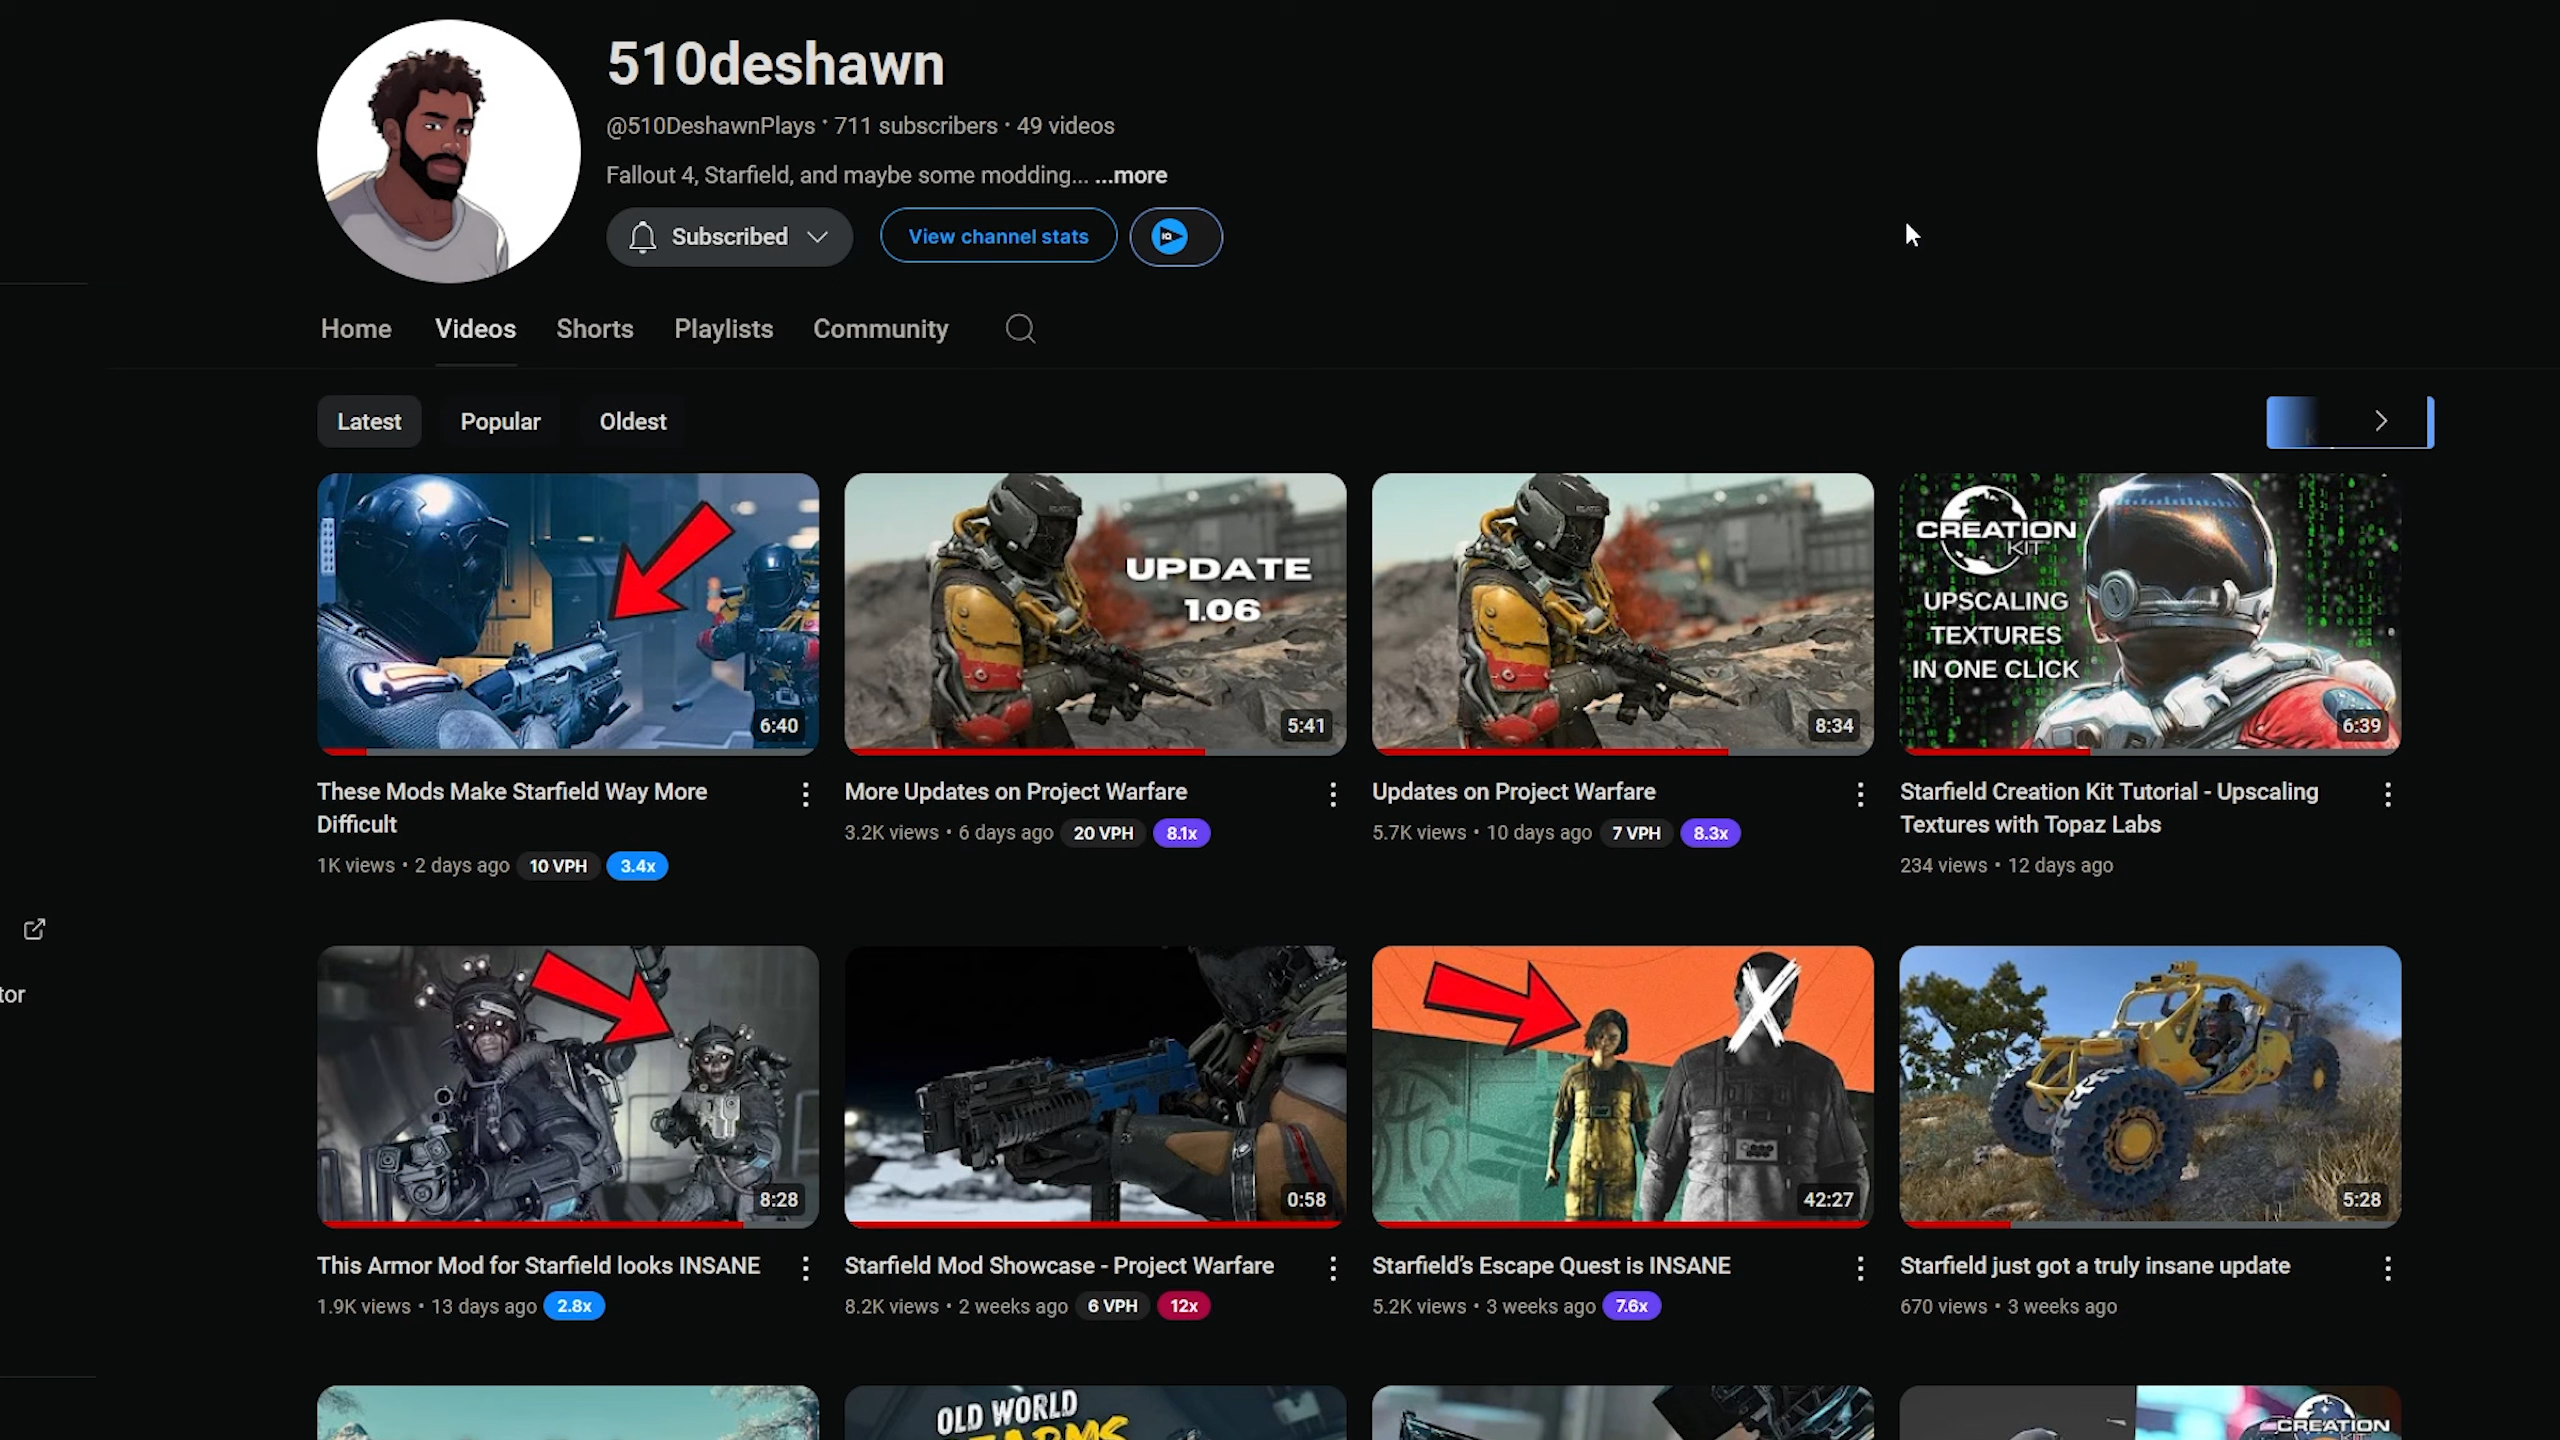 510deshawn
@510DeshawnPlays · 711 subscribers · 49 videos
Fallout 4, Starfield, and maybe some modding... ...more
Subscribed
View channel stats
IQ
Home
Videos
Shorts
Playlists
Community
Latest
Popular
Oldest
6:40
UPDATE
1.06
5:41
8:34
CREATION
KIT
UPSCALING
TEXTURES
IN ONE CLICK
6:39
These Mods Make Starfield Way More
Difficult
1K views • 2 days ago 10 VPH 3.4x
More Updates on Project Warfare
3.2K views • 6 days ago 20 VPH 8.1x
Updates on Project Warfare
5.7K views • 10 days ago 7 VPH 8.3x
Starfield Creation Kit Tutorial - Upscaling
Textures with Topaz Labs
234 views • 12 days ago
tor
8:28
0:58
42:27
5:28
This Armor Mod for Starfield looks INSANE
1.9K views • 13 days ago 2.8x
Starfield Mod Showcase - Project Warfare
8.2K views • 2 weeks ago 6 VPH 12x
Starfield’s Escape Quest is INSANE
5.2K views • 3 weeks ago 7.6x
Starfield just got a truly insane update
670 views • 3 weeks ago
OLD WORLD
CREATION